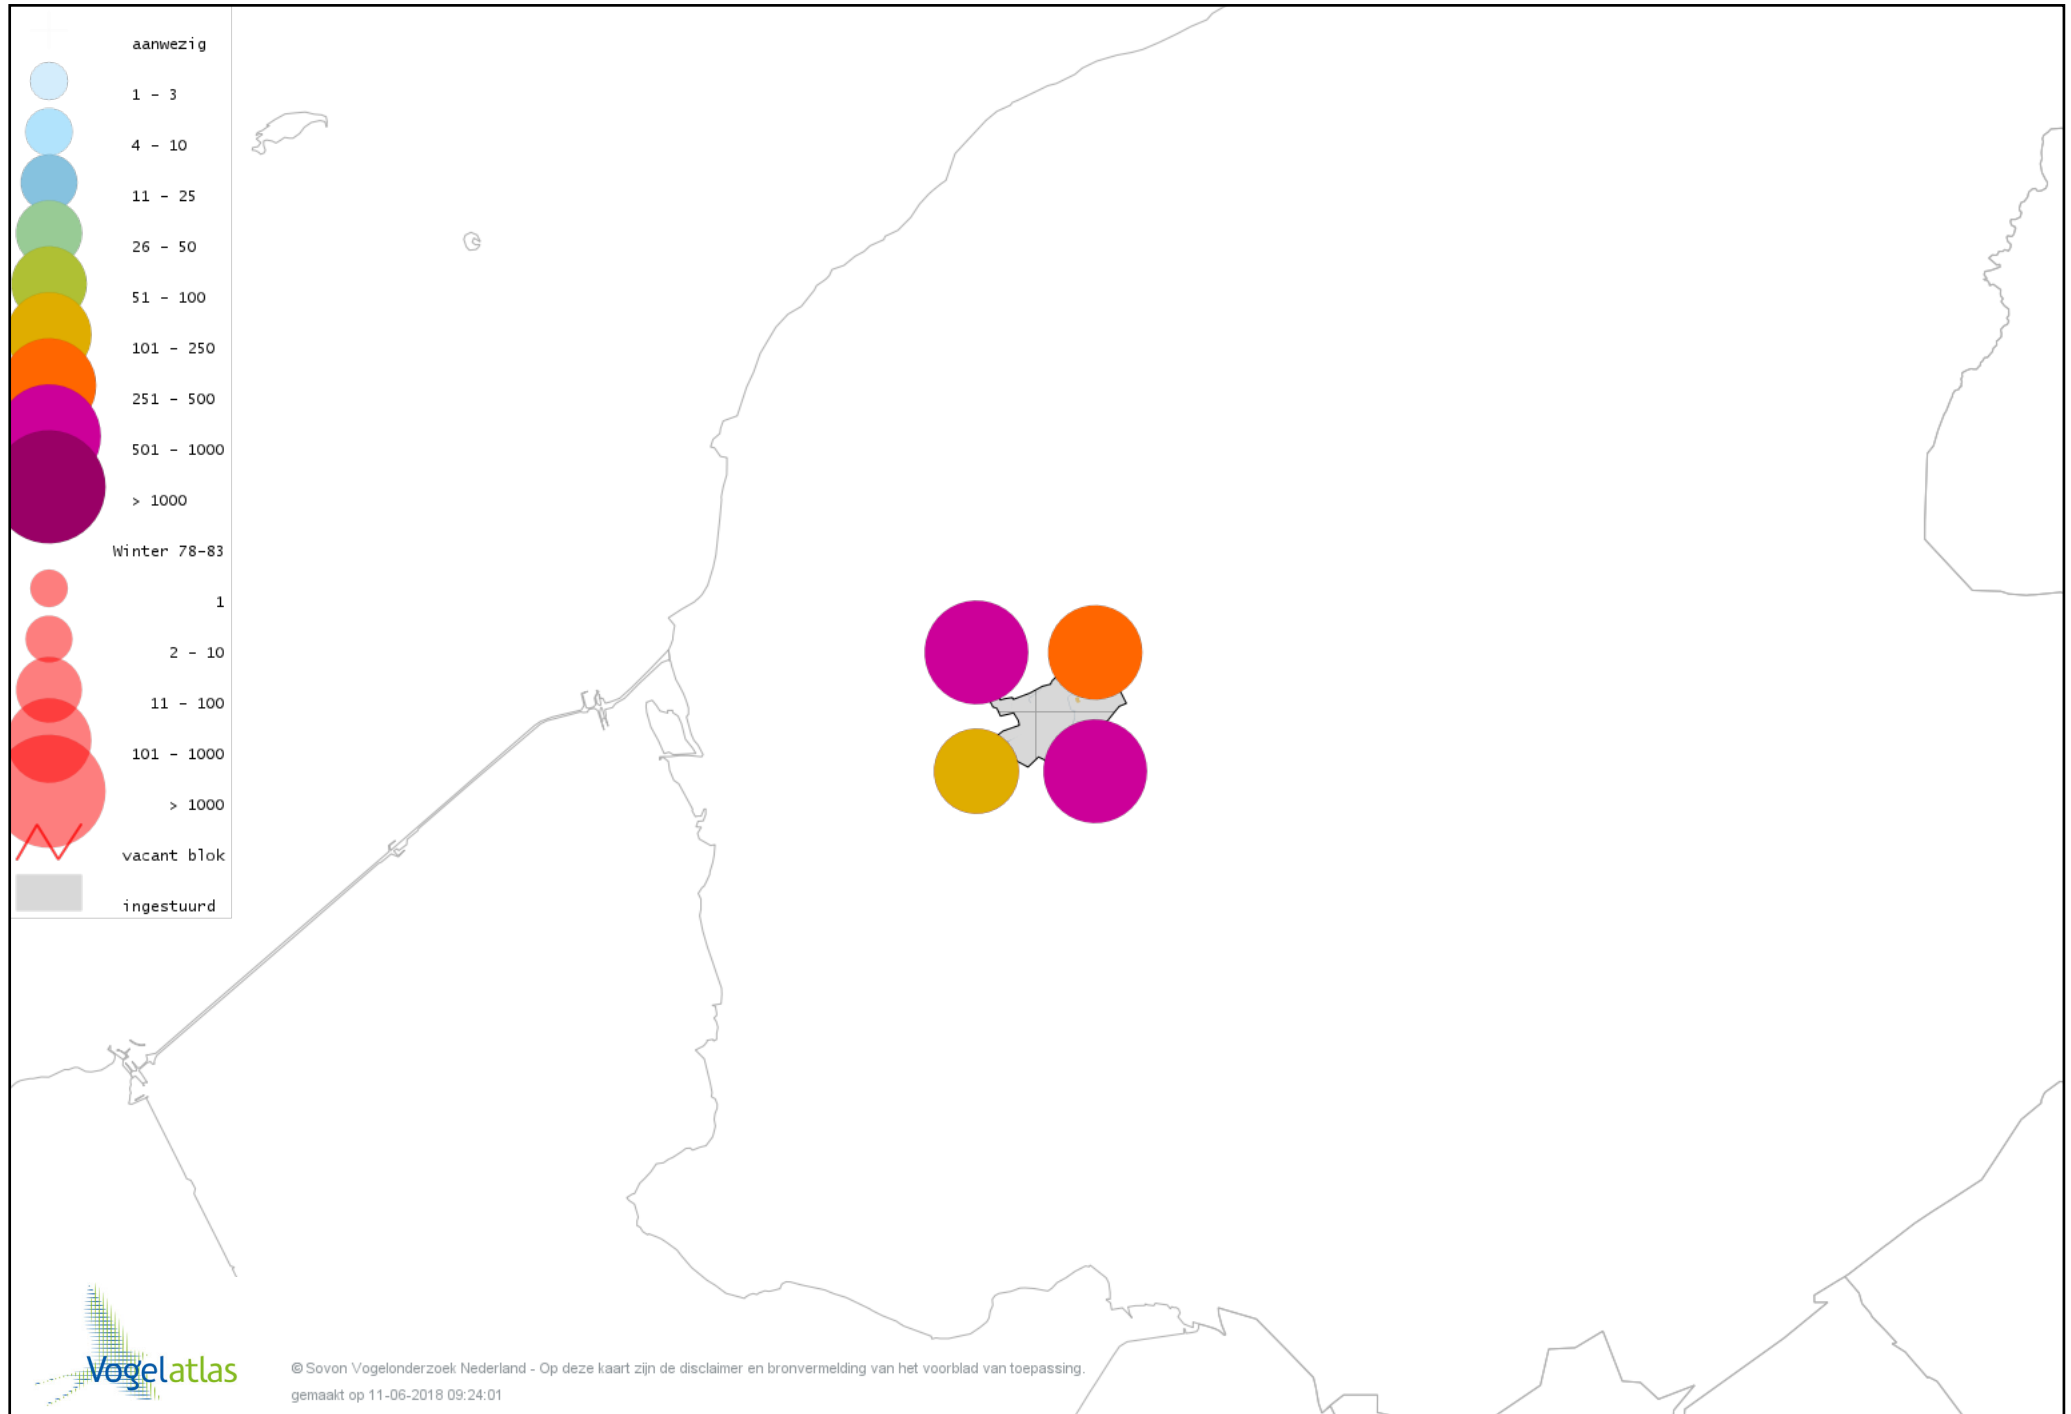 aanwezig
1 - 3
4 - 10
11 - 25
26 - 50
51 - 100
101 - 250
251 - 500
501 - 1000
> 1000
Winter 78-83
1
2 - 10
11 - 100
101 - 1000
> 1000
vacant blok
ingestuurd
Vogelatlas
© Sovon Vogelonderzoek Nederland - Op deze kaart zijn de disclaimer en bronvermelding van het voorblad van toepassing.
gemaakt op 11-06-2018 09:24:01